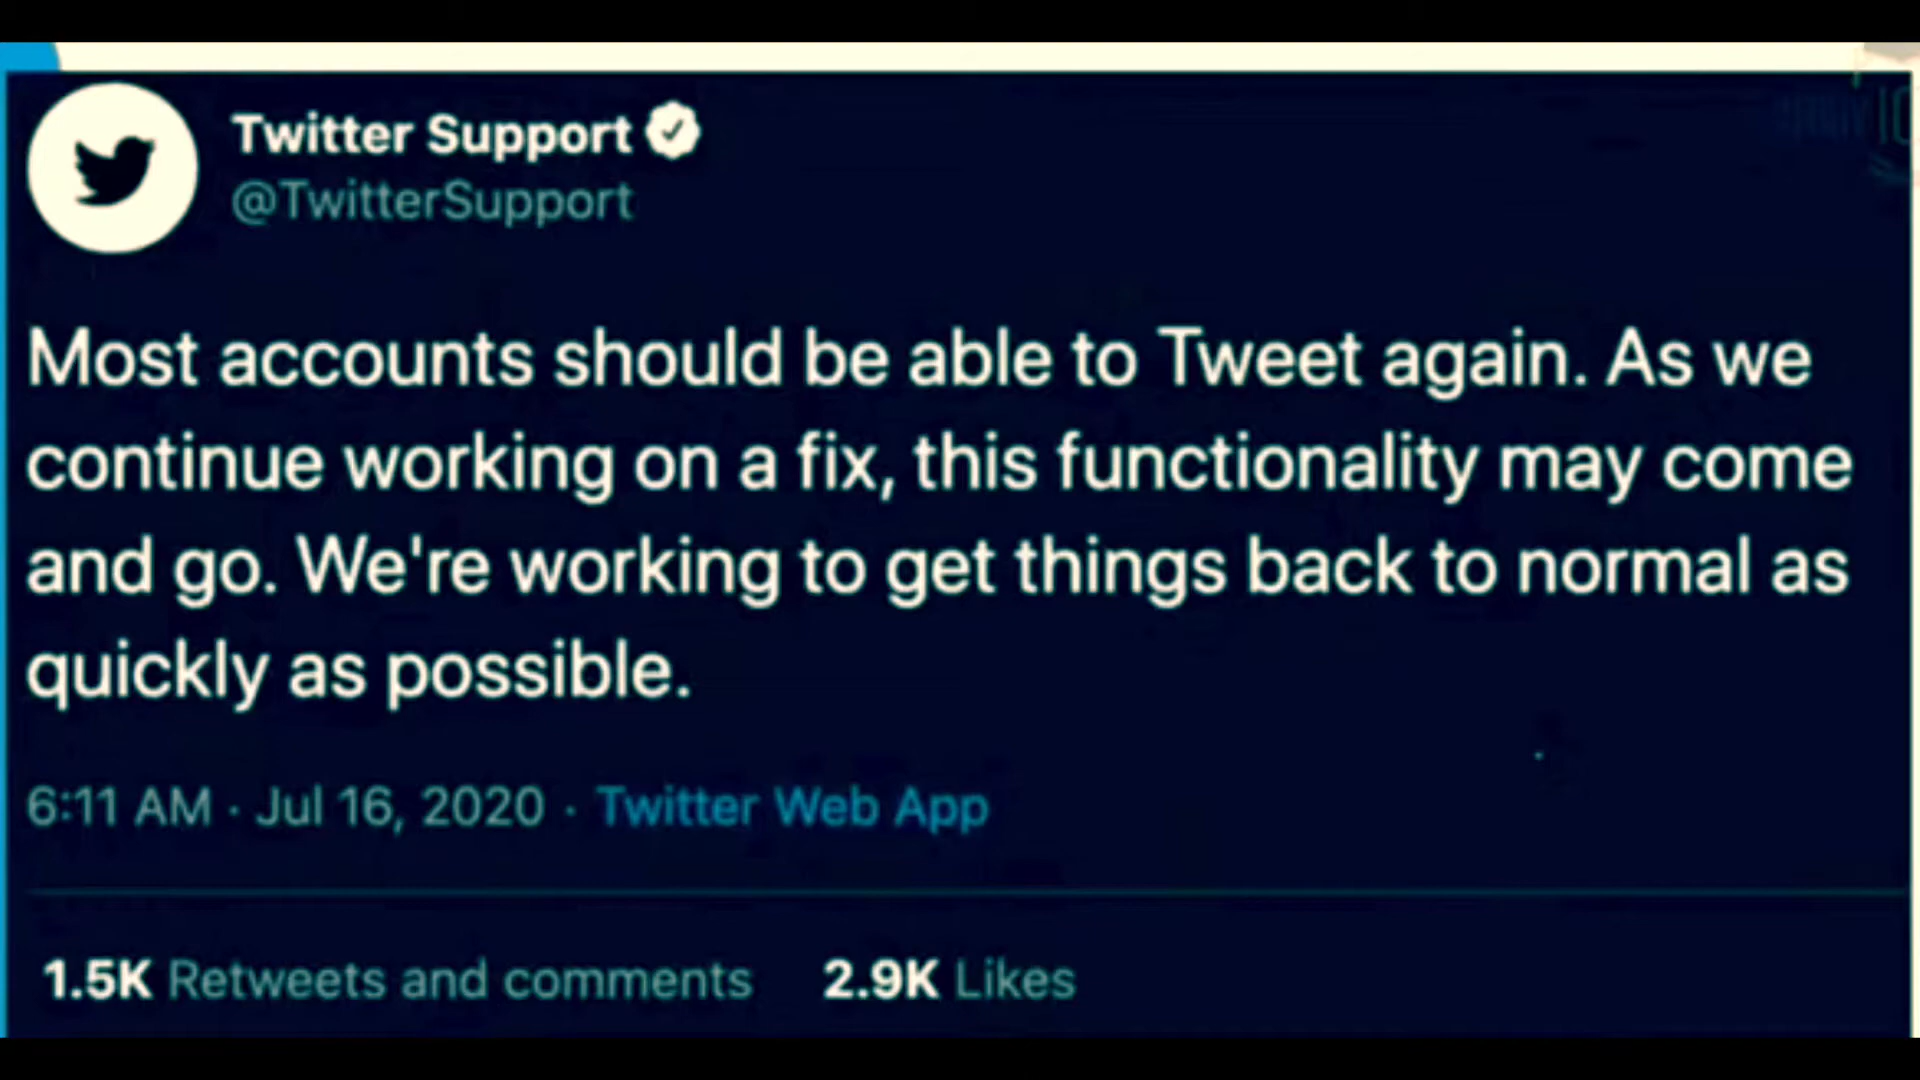 Twitter Support
@TwitterSupport
Most accounts should be able to Tweet again. As we
continue working on a fix, this functionality may come
and go. We're working to get things back to normal as
quickly as possible.
6:11 AM · Jul 16, 2020 · Twitter Web App
1.5K Retweets and comments 2.9K Likes